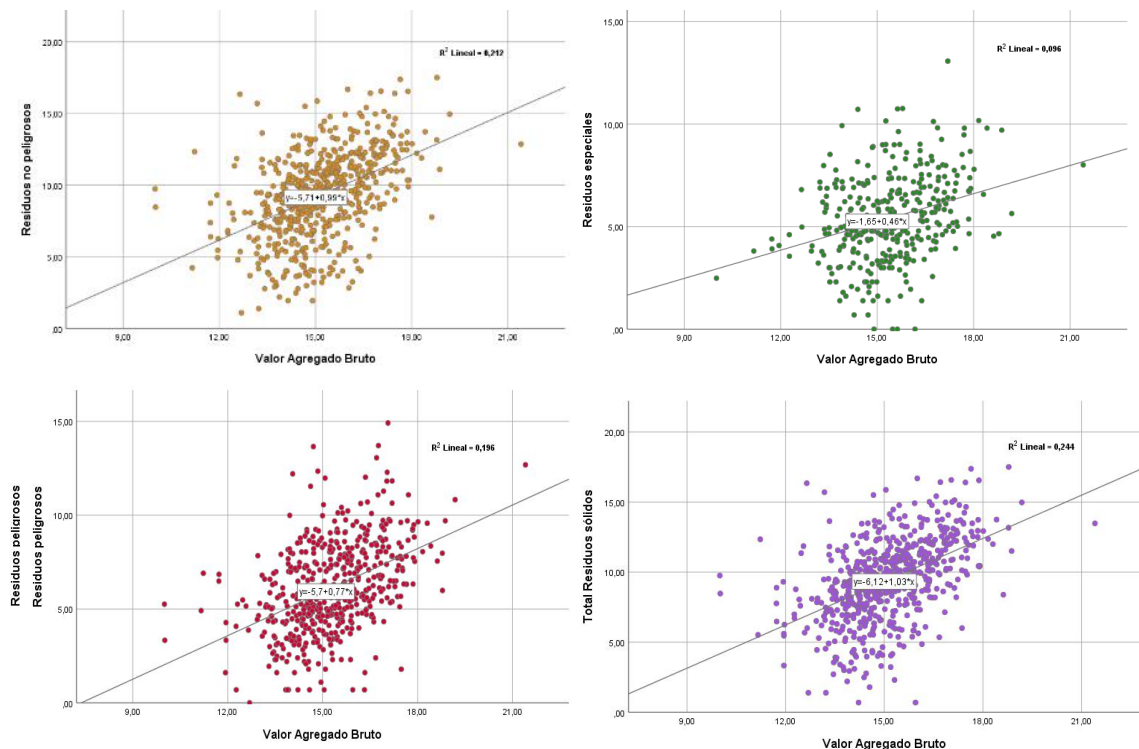 20,00
15,00
10,00
5,00
,00
Residuos no peligrosos
R² Lineal = 0,212
y=-5,71+0,99*x
9,00 12,00 15,00 18,00 21,00
Valor Agregado Bruto
15,00
10,00
5,00
,00
Residuos especiales
R² Lineal = 0,096
y=-1,65+0,46*x
9,00 12,00 15,00 18,00 21,00
Valor Agregado Bruto
15,00
10,00
5,00
,00
Residuos peligrosos
Residuos peligrosos
R² Lineal = 0,196
y=-5,7+0,77*x
9,00 12,00 15,00 18,00 21,00
Valor Agregado Bruto
20,00
15,00
10,00
5,00
,00
Total Residuos sólidos
R² Lineal = 0,244
y=-6,12+1,03*x
9,00 12,00 15,00 18,00 21,00
Valor Agregado Bruto